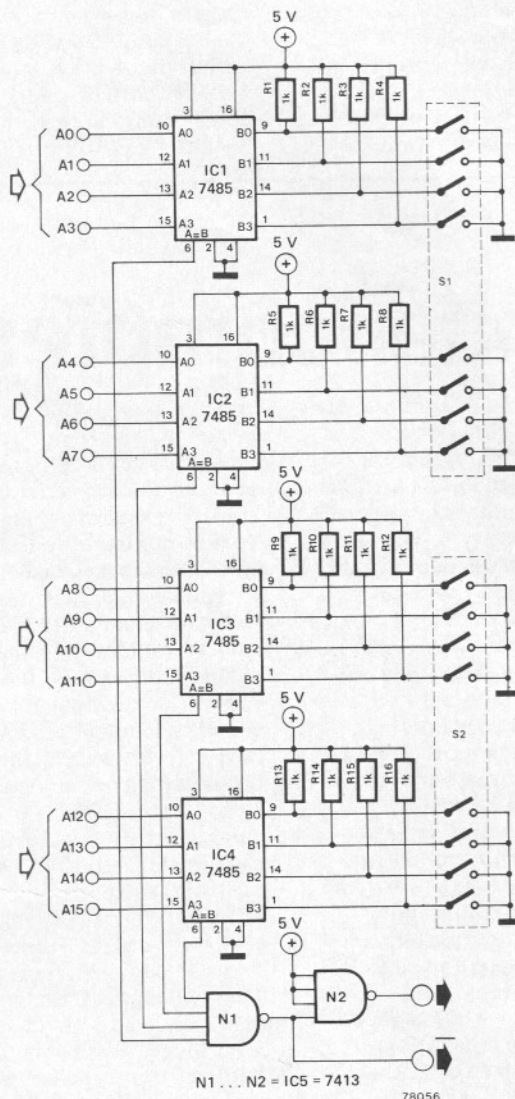 5 V
+
R1 1k
R2 1k
R3 1k
R4 1k
3 16
A0 10 A0 B0 9
A1 12 A1 IC1 B1 11
A2 13 A2 7485 B2 14
A3 15 A3 B3 1
A=B
6 2 4
S1
5 V
+
R5 1k
R6 1k
R7 1k
R8 1k
3 16
A4 10 A0 B0 9
A5 12 A1 IC2 B1 11
A6 13 A2 7485 B2 14
A7 15 A3 B3 1
A=B
6 2 4
5 V
+
R9 1k
R10 1k
R11 1k
R12 1k
3 16
A8 10 A0 B0 9
A9 12 A1 IC3 B1 11
A10 13 A2 7485 B2 14
A11 15 A3 B3 1
A=B
6 2 4
S2
5 V
+
R13 1k
R14 1k
R15 1k
R16 1k
3 16
A12 10 A0 B0 9
A13 12 A1 IC4 B1 11
A14 13 A2 7485 B2 14
A15 15 A3 B3 1
A=B
6 2 4
5 V
+
N1
N2
N1 . . . N2 = IC5 = 7413
78056